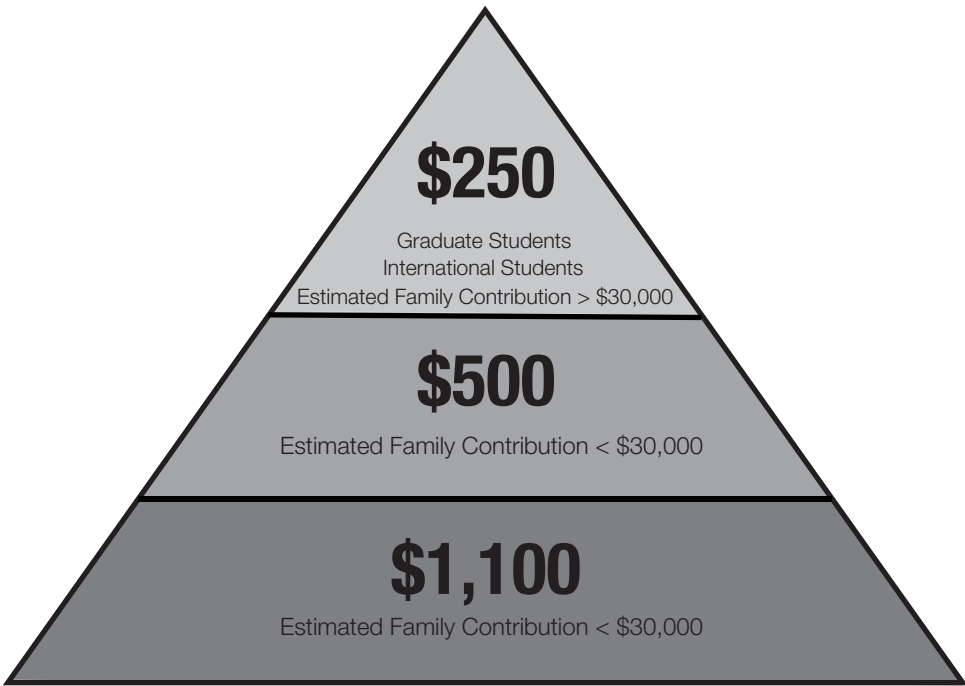 $250
Graduate Students
International Students
Estimated Family Contribution > $30,000
$500
Estimated Family Contribution < $30,000
$1,100
Estimated Family Contribution < $30,000